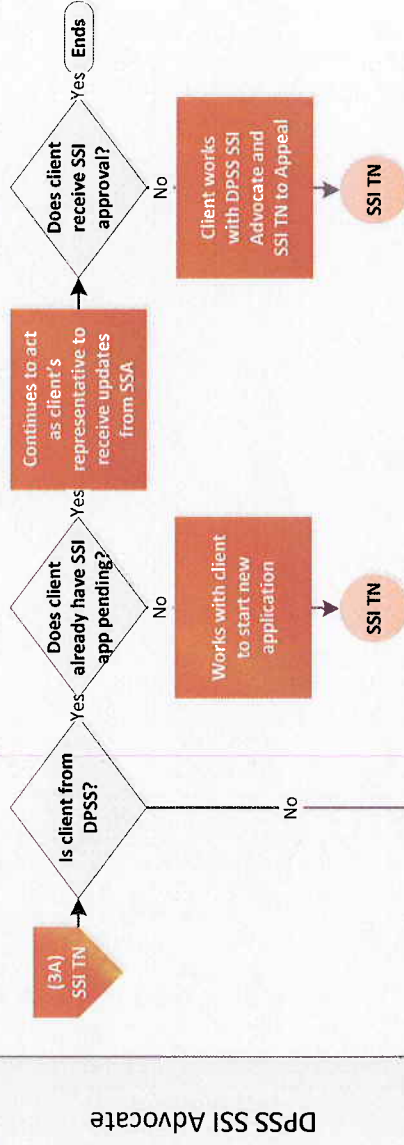 DPSS SSI Advocate
(3A)
SSI TN
Is client from
DPSS?
Yes
No
Does client
already have SSI
app pending?
Yes
No
Works with client
to start new
application
SSI TN
Continues to act
as client's
representative to
receive updates
from SSA
Does client
receive SSI
approval?
Yes
Ends
No
Client works
with DPSS SSI
Advocate and
SSI TN to Appeal
SSI TN